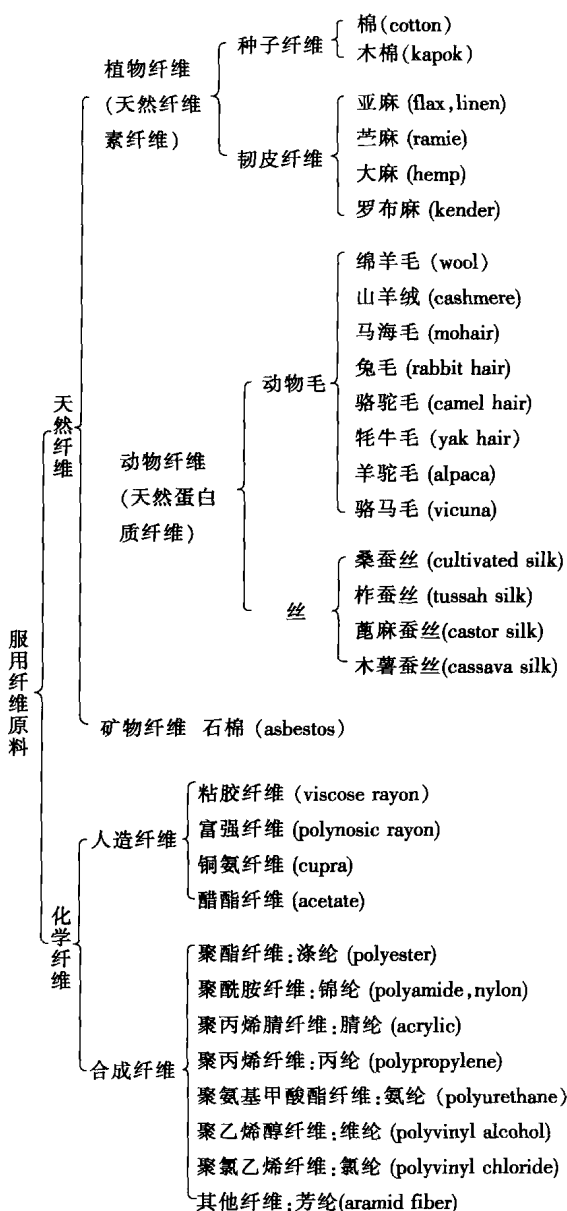 服用纤维原料
天然纤维
植物纤维
(天然纤维
素纤维)
种子纤维
棉(cotton)
木棉(kapok)
韧皮纤维
亚麻 (flax,linen)
苎麻 (ramie)
大麻 (hemp)
罗布麻 (kender)
动物纤维
(天然蛋白
质纤维)
动物毛
绵羊毛 (wool)
山羊绒 (cashmere)
马海毛 (mohair)
兔毛 (rabbit hair)
骆驼毛 (camel hair)
牦牛毛 (yak hair)
羊驼毛 (alpaca)
骆马毛 (vicuna)
丝
桑蚕丝 (cultivated silk)
柞蚕丝 (tussah silk)
蓖麻蚕丝(castor silk)
木薯蚕丝(cassava silk)
矿物纤维 石棉 (asbestos)
化学纤维
人造纤维
粘胶纤维 (viscose rayon)
富强纤维 (polynosic rayon)
铜氨纤维 (cupra)
醋酯纤维 (acetate)
合成纤维
聚酯纤维:涤纶 (polyester)
聚酰胺纤维:锦纶 (polyamide,nylon)
聚丙烯腈纤维:腈纶 (acrylic)
聚丙烯纤维:丙纶 (polypropylene)
聚氨基甲酸酯纤维:氨纶 (polyurethane)
聚乙烯醇纤维:维纶 (polyvinyl alcohol)
聚氯乙烯纤维:氯纶 (polyvinyl chloride)
其他纤维:芳纶(aramid fiber)